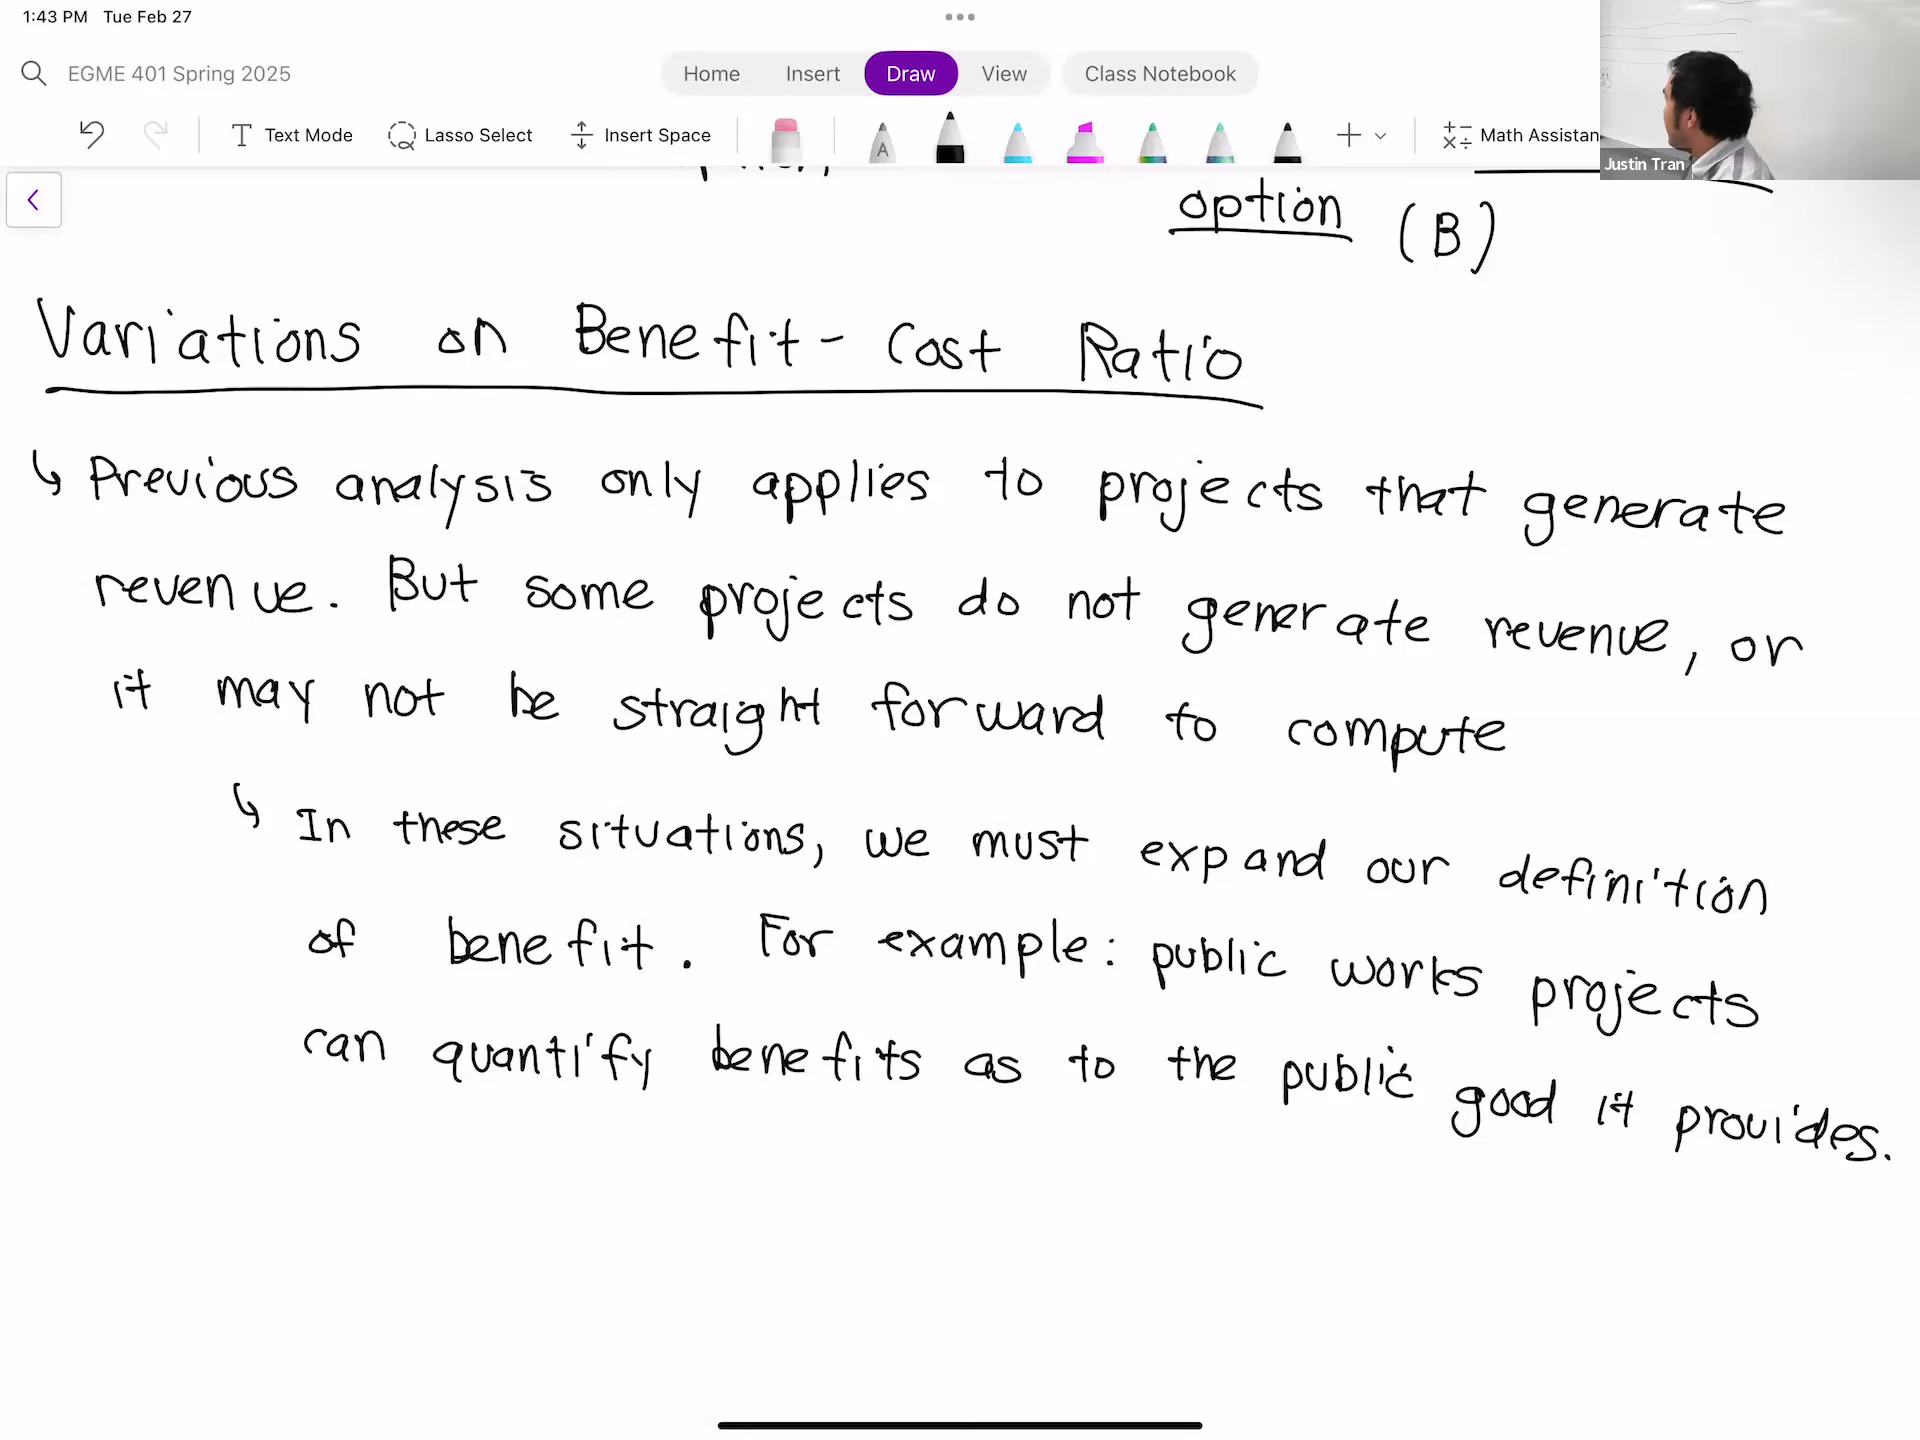 1:43 PM Tue Feb 27
EGME 401 Spring 2025
Home Insert Draw View Class Notebook
Text Mode Lasso Select Insert Space A Math Assistan
Justin Tran
option (B)
Variations on Benefit - Cost Ratio
↳ Previous analysis only applies to projects that generate
revenue. But some projects do not generate revenue, or
it may not be straight forward to compute
↳ In these situations, we must expand our definition
of benefit. For example: public works projects
can quantify benefits as to the public good it provides.